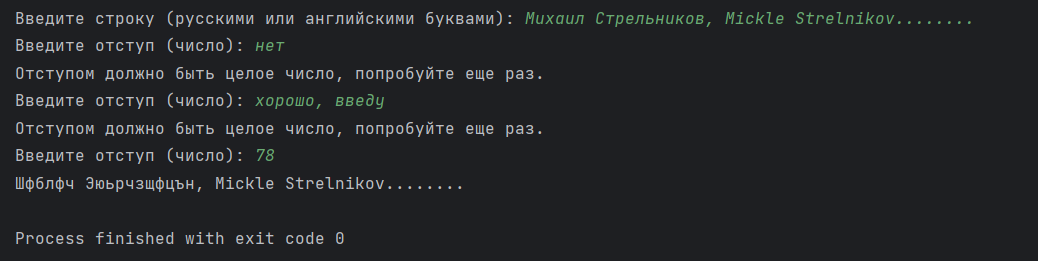 Введите строку (русскими или английскими буквами): Михаил Стрельников, Mickle Strelnikov........
Введите отступ (число): нет
Отступом должно быть целое число, попробуйте еще раз.
Введите отступ (число): хорошо, введу
Отступом должно быть целое число, попробуйте еще раз.
Введите отступ (число): 78
Шфблфч Эюьрчзщфцън, Mickle Strelnikov........
Process finished with exit code 0